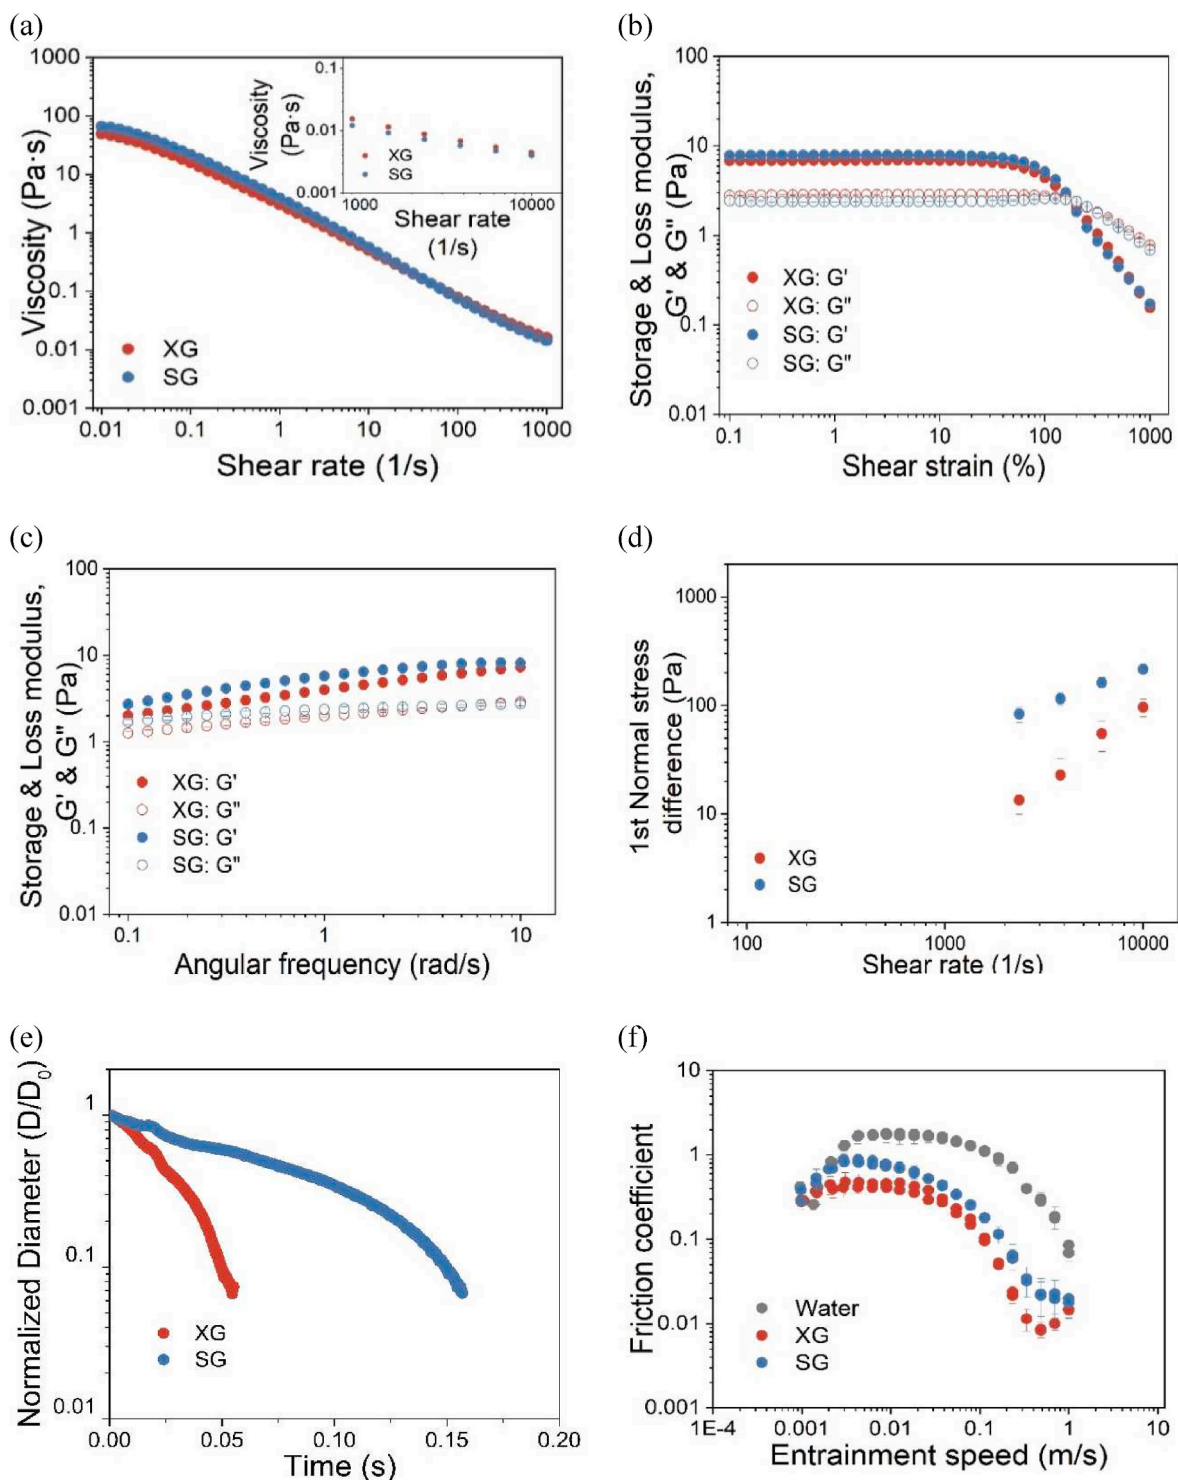 (a)
1000
100
10
1
0.1
0.01
0.001
Viscosity (Pa·s)
0.01 0.1 1 10 100 1000
Shear rate (1/s)
XG
SG
0.1
0.01
0.001
Viscosity
(Pa·s)
XG
SG
1000 10000
Shear rate
(1/s)
(b)
100
10
1
0.1
0.01
Storage & Loss modulus,
G' & G" (Pa)
XG: G'
XG: G"
SG: G'
SG: G"
0.1 1 10 100 1000
Shear strain (%)
(c)
100
10
1
0.1
0.01
Storage & Loss modulus,
G' & G" (Pa)
XG: G'
XG: G"
SG: G'
SG: G"
0.1 1 10
Angular frequency (rad/s)
(d)
1000
100
10
1
1st Normal stress
difference (Pa)
XG
SG
100 1000 10000
Shear rate (1/s)
(e)
1
0.1
0.01
Normalized Diameter (D/D0)
XG
SG
0.00 0.05 0.10 0.15 0.20
Time (s)
(f)
10
1
0.1
0.01
0.001
Friction coefficient
Water
XG
SG
1E-4 0.001 0.01 0.1 1 10
Entrainment speed (m/s)